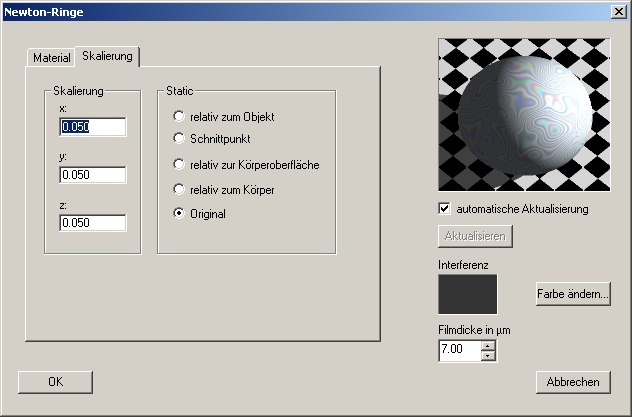 Newton-Ringe
Material
Skalierung
Skalierung
x:
0.050
y:
0.050
z:
0.050
Static
relativ zum Objekt
Schnittpunkt
relativ zur Körperoberfläche
relativ zum Körper
Original
automatische Aktualisierung
Aktualisieren
Interferenz
Farbe ändern...
Filmdicke in µm
7.00
OK
Abbrechen